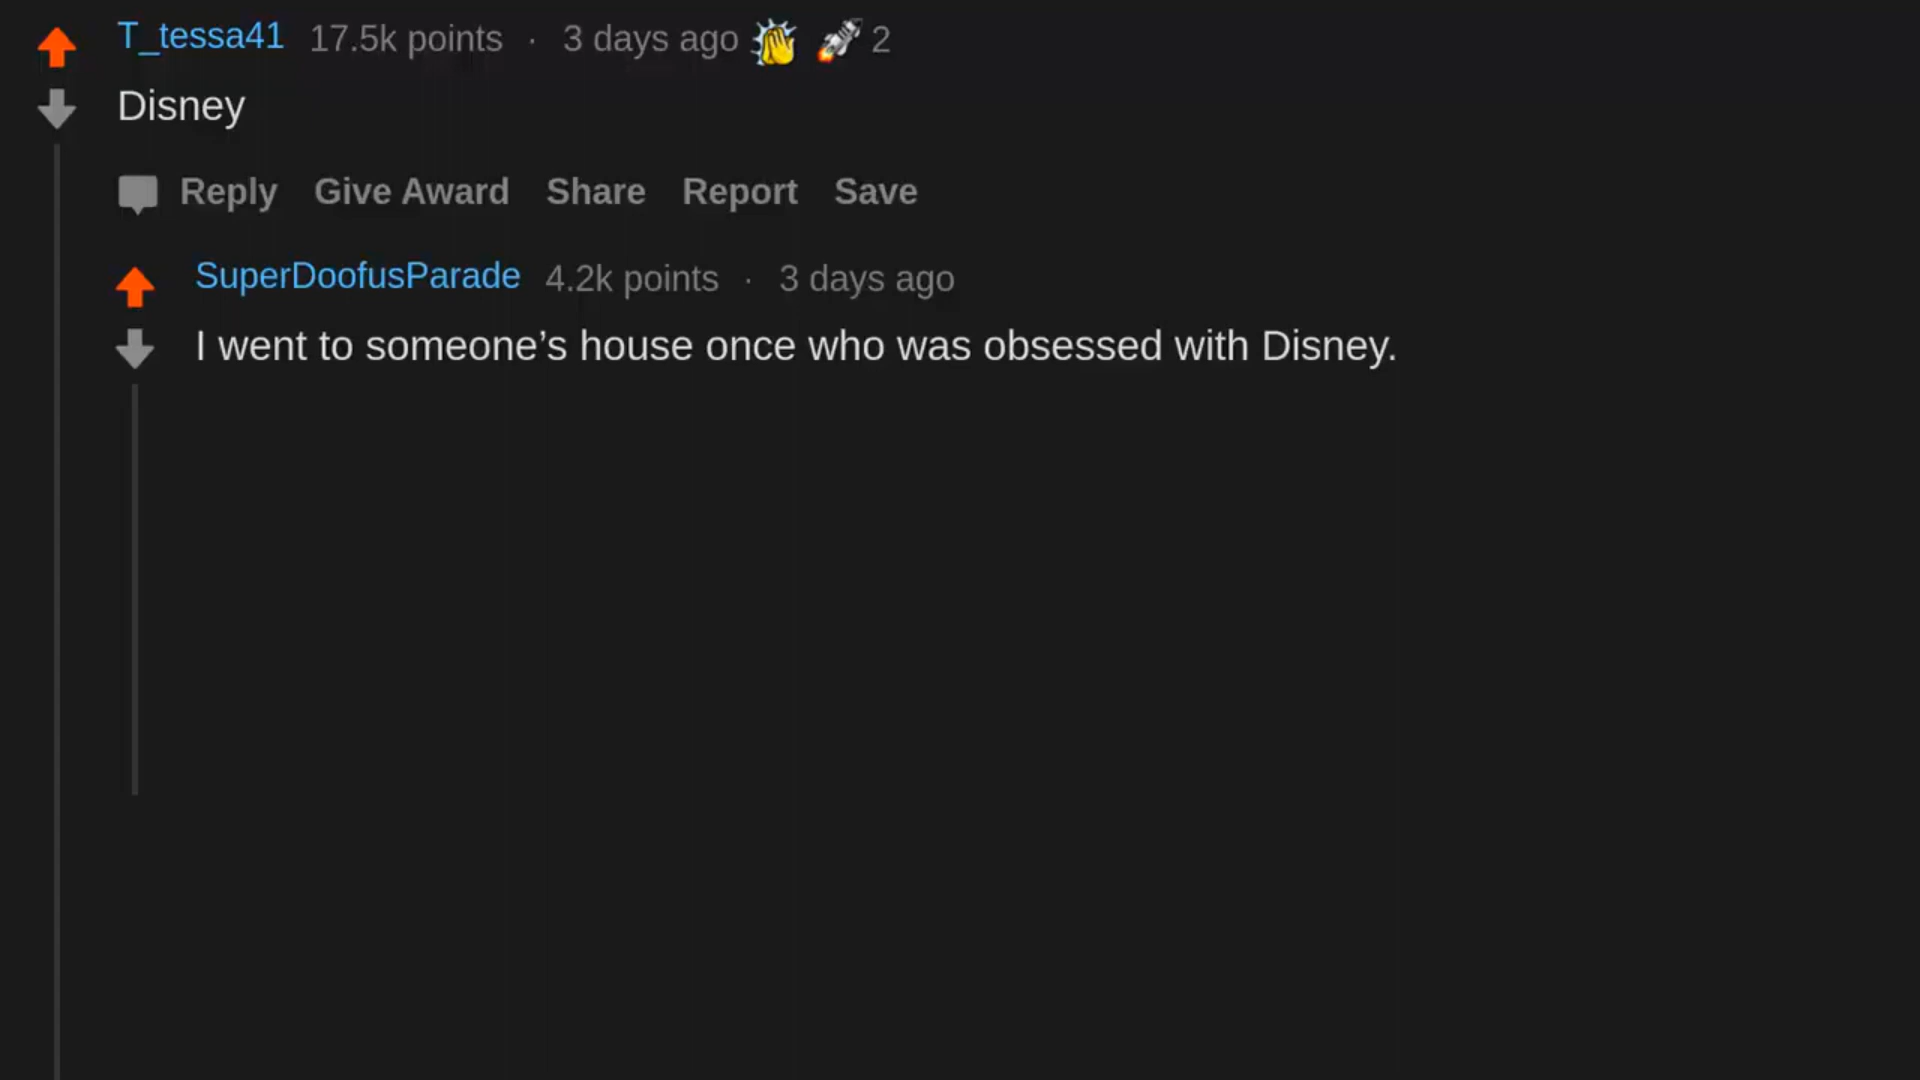 T_tessa41 17.5k points · 3 days ago 2
Disney
Reply Give Award Share Report Save
SuperDoofusParade 4.2k points · 3 days ago
I went to someone’s house once who was obsessed with Disney.